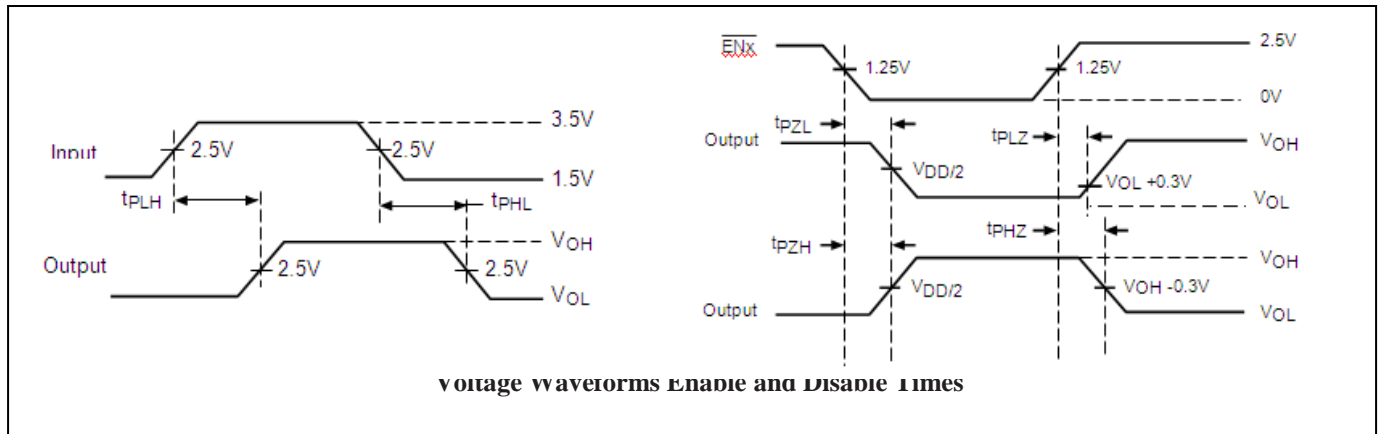 Input
2.5V
2.5V
3.5V
1.5V
tPLH
tPHL
Output
2.5V
2.5V
VOH
VOL
ENx
1.25V
1.25V
2.5V
0V
tPZL
tPLZ
Output
VDD/2
VOL +0.3V
VOH
VOL
tPZH
tPHZ
Output
VDD/2
VOH -0.3V
VOH
VOL
Voltage Waveforms Enable and Disable Times